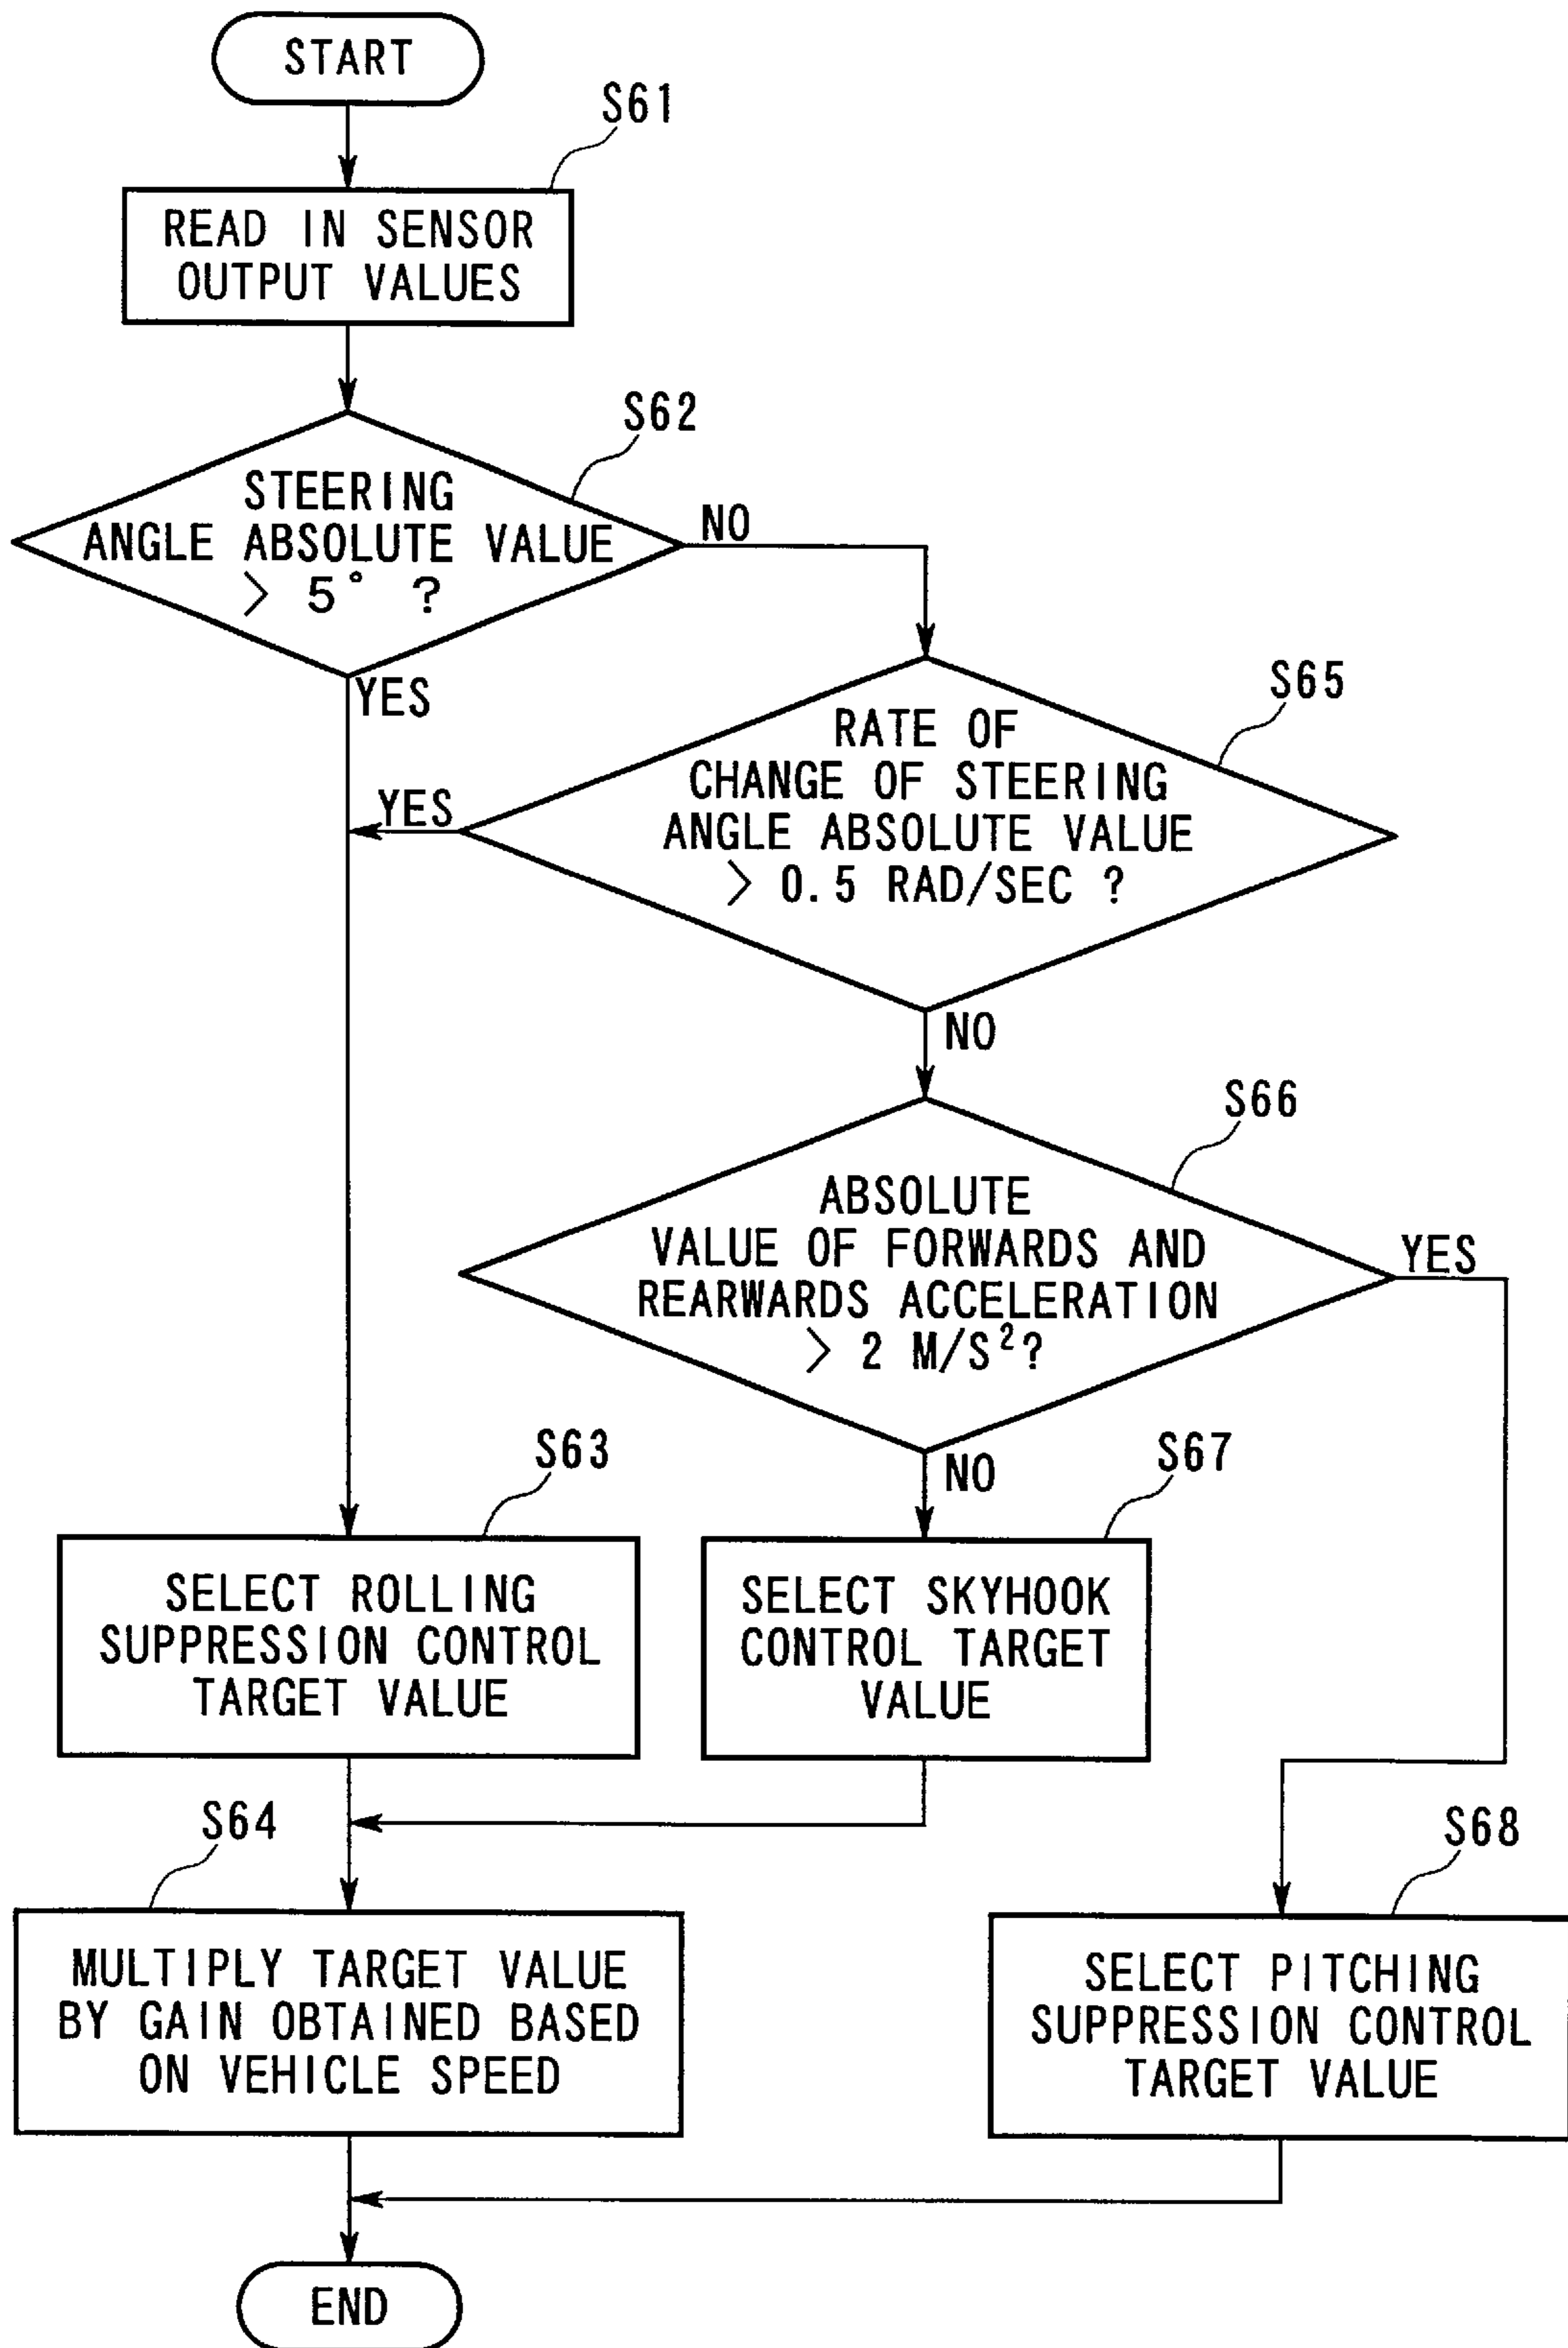 START
S61
READ IN SENSOR
OUTPUT VALUES
S62
STEERING
ANGLE ABSOLUTE VALUE
> 5° ?
NO
YES
S65
RATE OF
CHANGE OF STEERING
ANGLE ABSOLUTE VALUE
> 0.5 RAD/SEC ?
YES
NO
S66
ABSOLUTE
VALUE OF FORWARDS AND
REARWARDS ACCELERATION
> 2 M/S²?
YES
NO
S63
SELECT ROLLING
SUPPRESSION CONTROL
TARGET VALUE
S67
SELECT SKYHOOK
CONTROL TARGET
VALUE
S64
MULTIPLY TARGET VALUE
BY GAIN OBTAINED BASED
ON VEHICLE SPEED
S68
SELECT PITCHING
SUPPRESSION CONTROL
TARGET VALUE
END